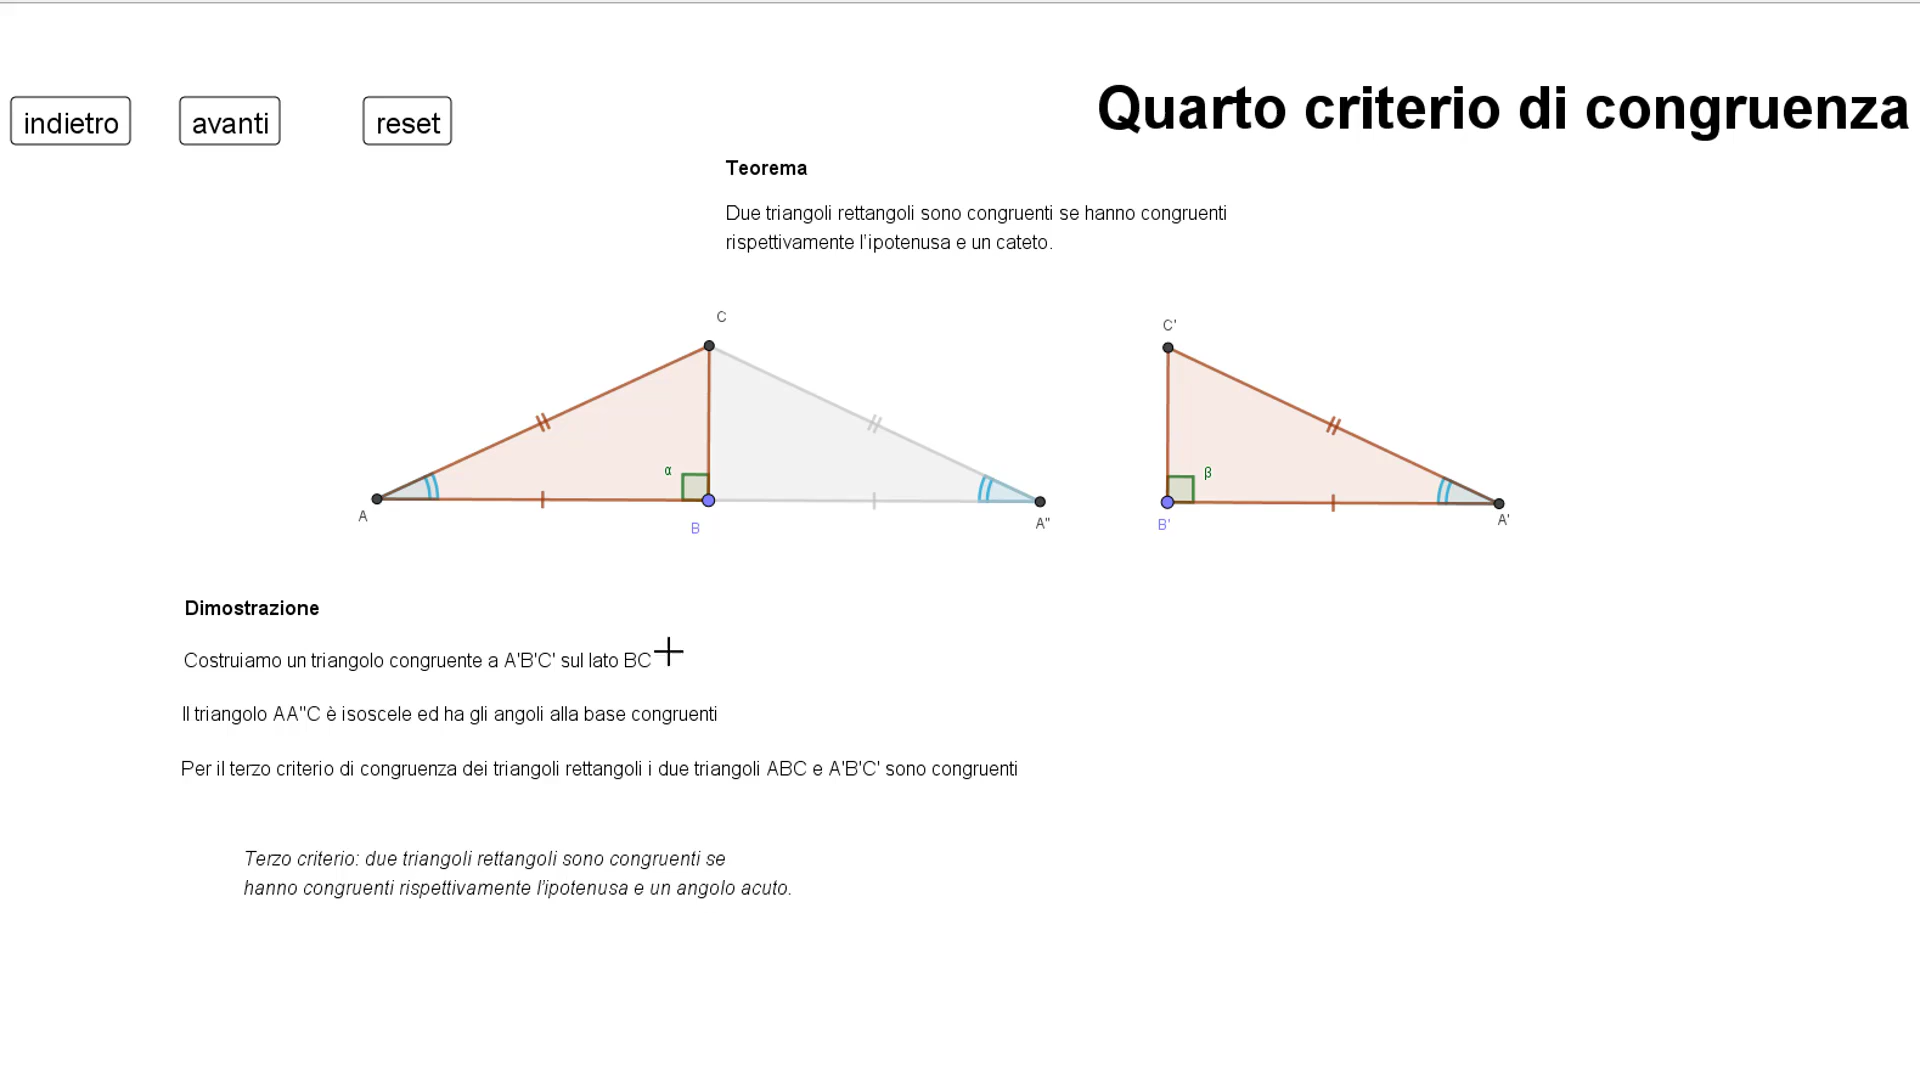 indietro
avanti
reset
Quarto criterio di congruenza
Teorema
Due triangoli rettangoli sono congruenti se hanno congruenti
rispettivamente l'ipotenusa e un cateto.
C
C'
α
β
A
B
A"
B'
A'
Dimostrazione
Costruiamo un triangolo congruente a A'B'C' sul lato BC
Il triangolo AA"C è isoscele ed ha gli angoli alla base congruenti
Per il terzo criterio di congruenza dei triangoli rettangoli i due triangoli ABC e A'B'C' sono congruenti
Terzo criterio: due triangoli rettangoli sono congruenti se
hanno congruenti rispettivamente l'ipotenusa e un angolo acuto.